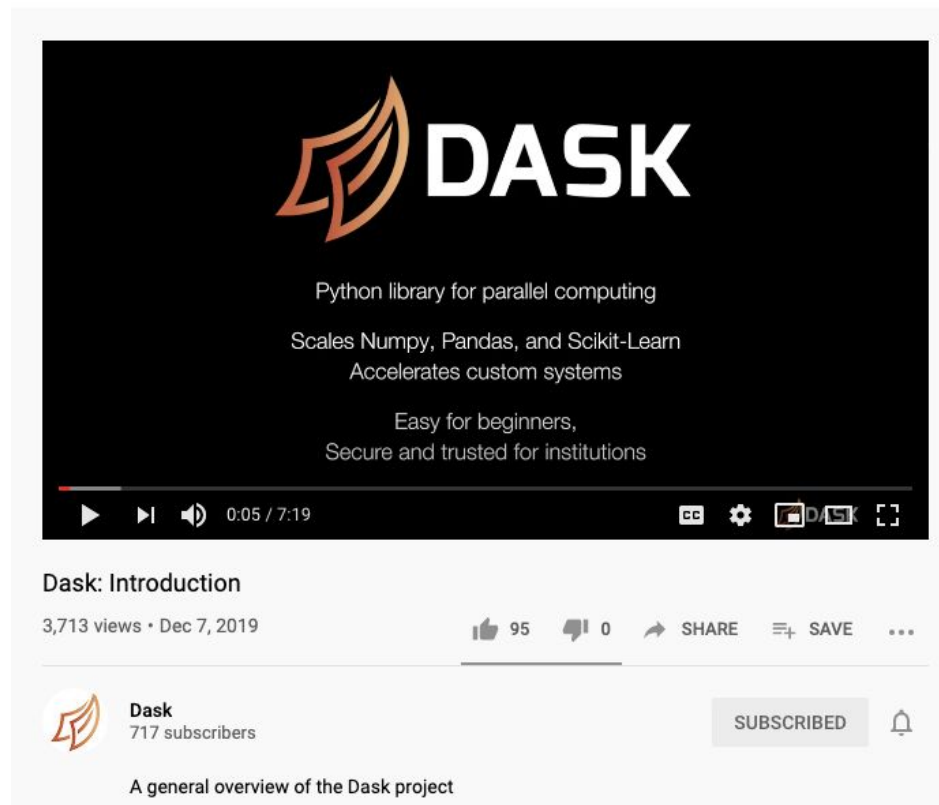 DASK
Python library for parallel computing
Scales Numpy, Pandas, and Scikit-Learn
Accelerates custom systems
Easy for beginners,
Secure and trusted for institutions
0:05 / 7:19
CC
DASK
Dask: Introduction
3,713 views • Dec 7, 2019
95
0
SHARE
SAVE
Dask
717 subscribers
SUBSCRIBED
A general overview of the Dask project